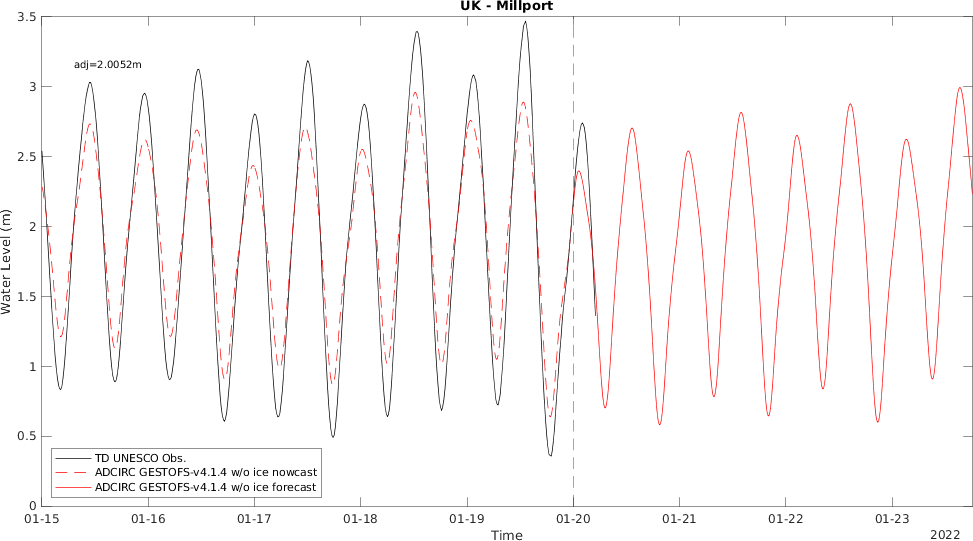 UK - Millport
adj=2.0052m
3.5
3
2.5
2
1.5
1
0.5
0
Water Level (m)
TD UNESCO Obs.
ADCIRC GESTOFS-v4.1.4 w/o ice nowcast
ADCIRC GESTOFS-v4.1.4 w/o ice forecast
01-15 01-16 01-17 01-18 01-19 01-20 01-21 01-22 01-23
Time
2022